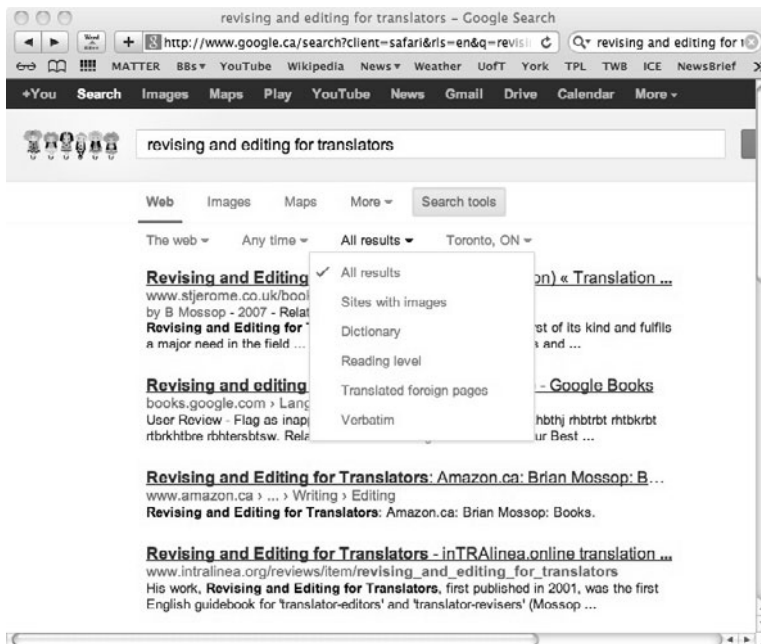 revising and editing for translators – Google Search
Word
http://www.google.ca/search?client=safari&rls=en&q=revisi revising and editing for t
MATTER BBs▾ YouTube Wikipedia News▾ Weather UofT York TPL TWB ICE NewsBrief
+You Search Images Maps Play YouTube News Gmail Drive Calendar More
revising and editing for translators
Web Images Maps More Search tools
The web Any time All results Toronto, ON
✓ All results
Sites with images
Dictionary
Reading level
Translated foreign pages
Verbatim
Revising and Editing on) « Translation ...
www.stjerome.co.uk/book
by B Mossop - 2007 - Relat
Revising and Editing for T rst of its kind and fulfils
a major need in the field ... s and ...
Revising and editing - Google Books
books.google.com › Lang
User Review - Flag as inap hbthj rhbtrbt rhtbkrbt
rtbrkhtbre rbhtersbtsw. Rela ur Best ...
Revising and Editing for Translators: Amazon.ca: Brian Mossop: B...
www.amazon.ca › ... › Writing › Editing
Revising and Editing for Translators: Amazon.ca: Brian Mossop: Books.
Revising and Editing for Translators - inTRAlinea.online translation ...
www.intralinea.org/reviews/item/revising_and_editing_for_translators
His work, Revising and Editing for Translators, first published in 2001, was the first
English guidebook for 'translator-editors' and 'translator-revisers' (Mossop ...